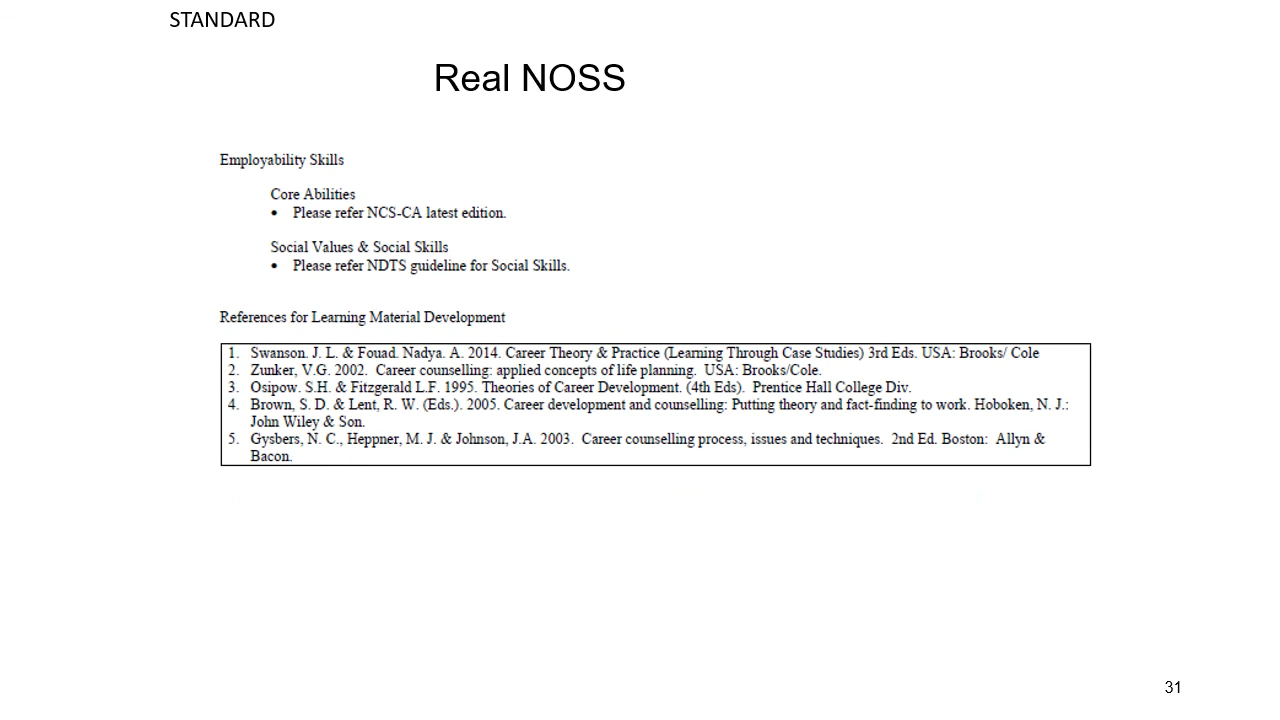 STANDARD
Real NOSS
Employability Skills
Core Abilities
• Please refer NCS-CA latest edition.
Social Values & Social Skills
• Please refer NDTS guideline for Social Skills.
References for Learning Material Development
1. Swanson. J. L. & Fouad. Nadya. A. 2014. Career Theory & Practice (Learning Through Case Studies) 3rd Eds. USA: Brooks/ Cole
2. Zunker, V.G. 2002.  Career counselling: applied concepts of life planning.  USA: Brooks/Cole.
3. Osipow. S.H. & Fitzgerald L.F. 1995. Theories of Career Development. (4th Eds).  Prentice Hall College Div.
4. Brown, S. D. & Lent, R. W. (Eds.). 2005. Career development and counselling: Putting theory and fact-finding to work. Hoboken, N. J.:
John Wiley & Son.
5. Gysbers, N. C., Heppner, M. J. & Johnson, J.A. 2003.  Career counselling process, issues and techniques.  2nd Ed. Boston:  Allyn &
Bacon.
31